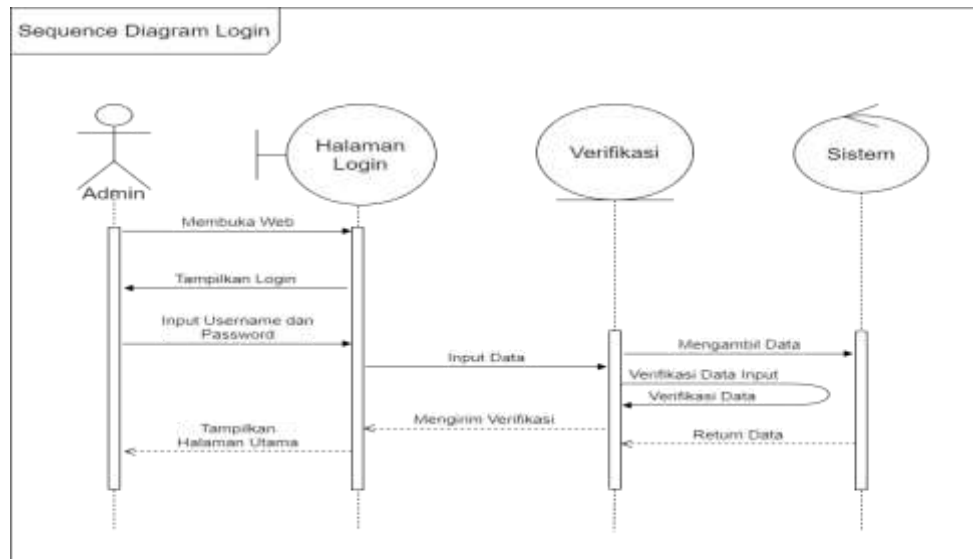 Sequence Diagram Login
Halaman
Login
Verifikasi
Sistem
Admin
Membuka Web
Tampilkan Login
Input Username dan
Password
Input Data
Mengambil Data
Verifikasi Data Input
Verifikasi Data
Mengirim Verifikasi
Tampilkan
Halaman Utama
Return Data